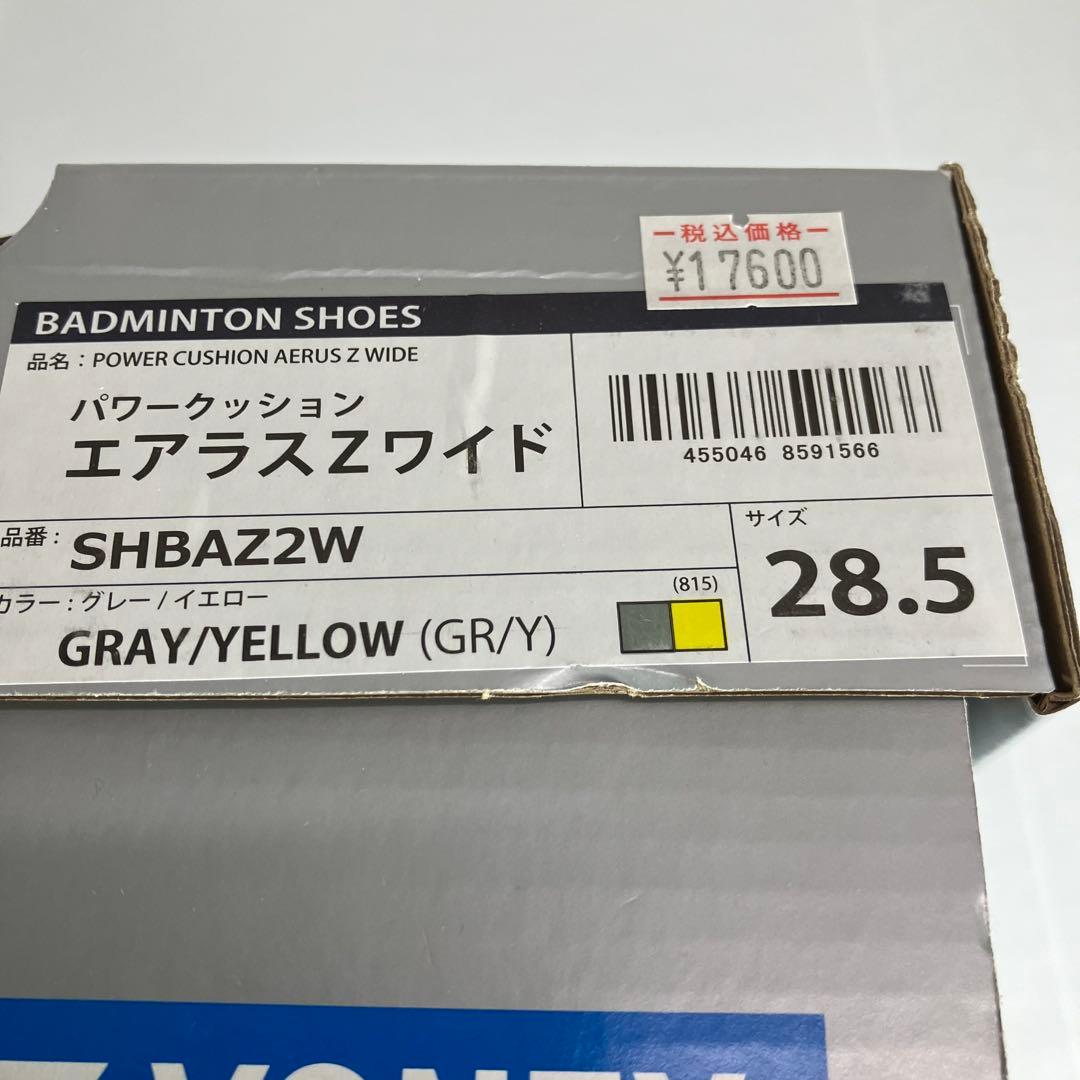 ー税込価格ー
¥17600
BADMINTON SHOES
品名：POWER CUSHION AERUS Z WIDE
パワークッション
エアラスZワイド
455046 8591566
品番：SHBAZ2W
サイズ
28.5
カラー：グレー/イエロー
(815)
GRAY/YELLOW (GR/Y)
YONEX